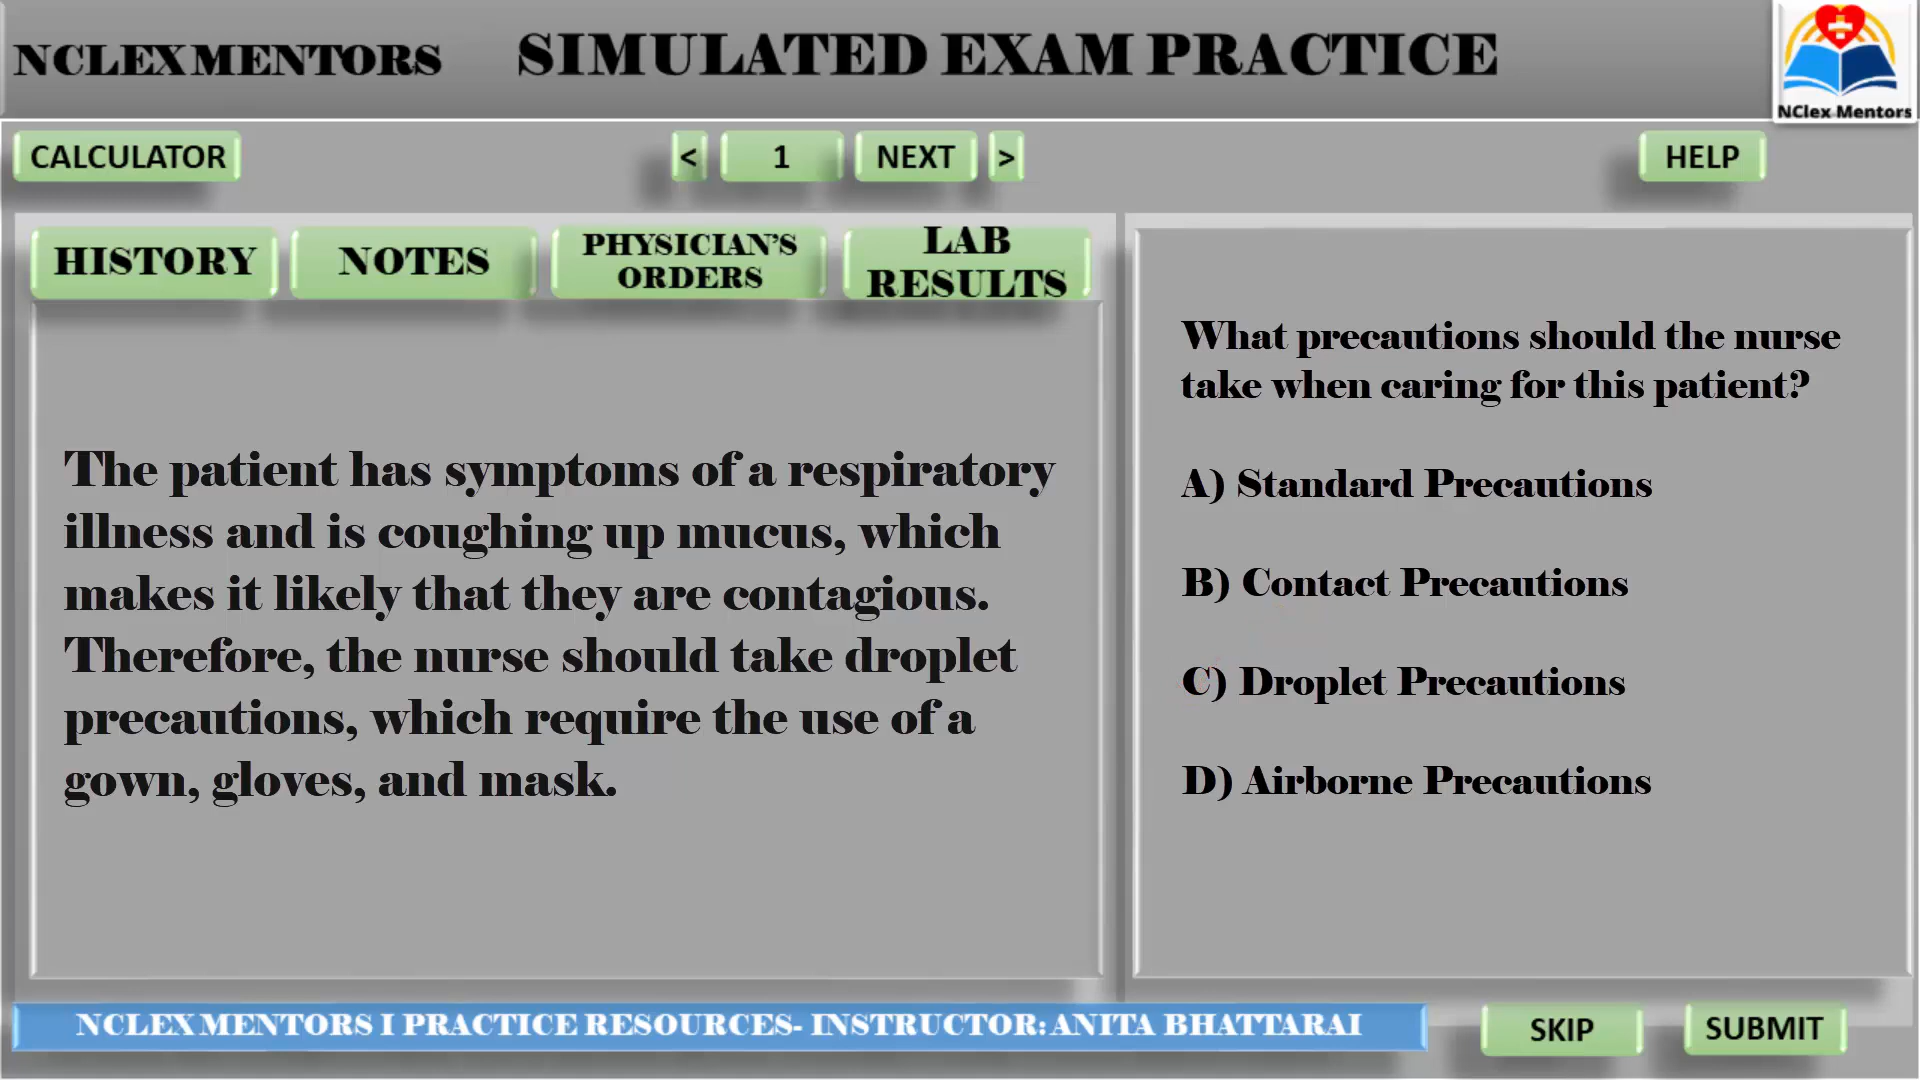 NCLEX MENTORS SIMULATED EXAM PRACTICE
NClex Mentors
CALCULATOR
< 1 NEXT >
HELP
HISTORY
NOTES
PHYSICIAN'S
ORDERS
LAB
RESULTS
The patient has symptoms of a respiratory
illness and is coughing up mucus, which
makes it likely that they are contagious.
Therefore, the nurse should take droplet
precautions, which require the use of a
gown, gloves, and mask.
What precautions should the nurse
take when caring for this patient?
A) Standard Precautions
B) Contact Precautions
C) Droplet Precautions
D) Airborne Precautions
NCLEX MENTORS I PRACTICE RESOURCES- INSTRUCTOR: ANITA BHATTARAI
SKIP
SUBMIT